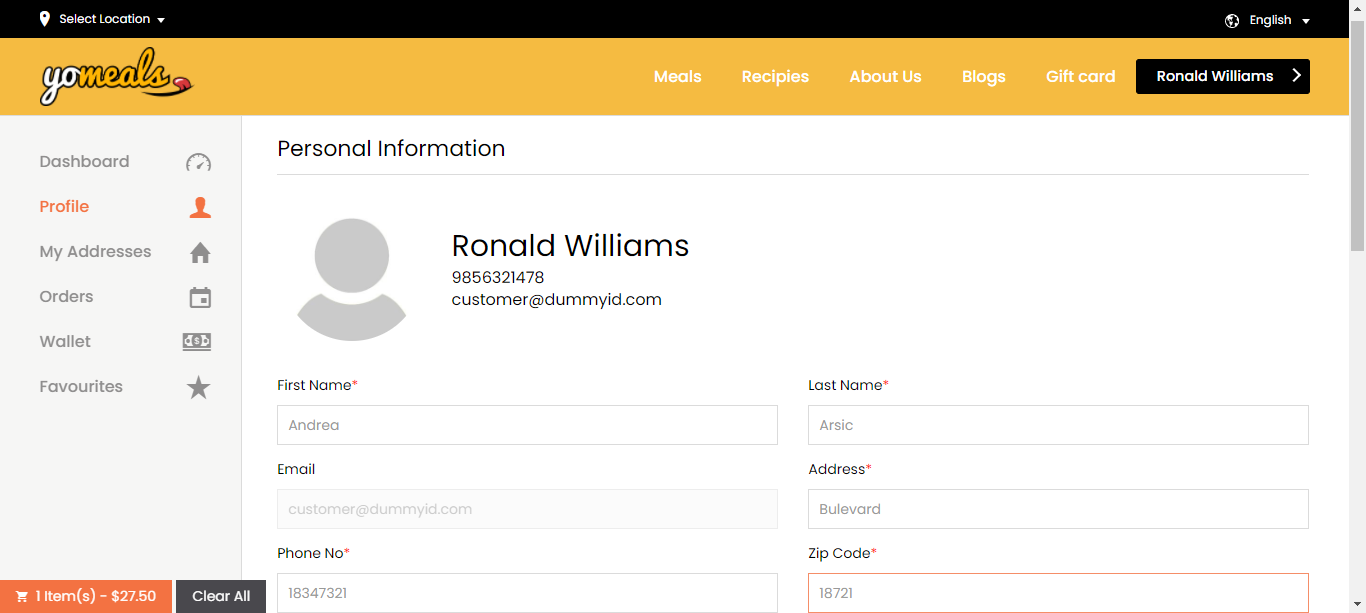 Select Location
English
yomeals
Meals
Recipies
About Us
Blogs
Gift card
Ronald Williams
Dashboard
Profile
My Addresses
Orders
Wallet
Favourites
Personal Information
Ronald Williams
9856321478
customer@dummyid.com
First Name*
Last Name*
Andrea
Arsic
Email
Address*
customer@dummyid.com
Bulevard
Phone No*
Zip Code*
18347321
18721
1 Item(s) - $27.50
Clear All